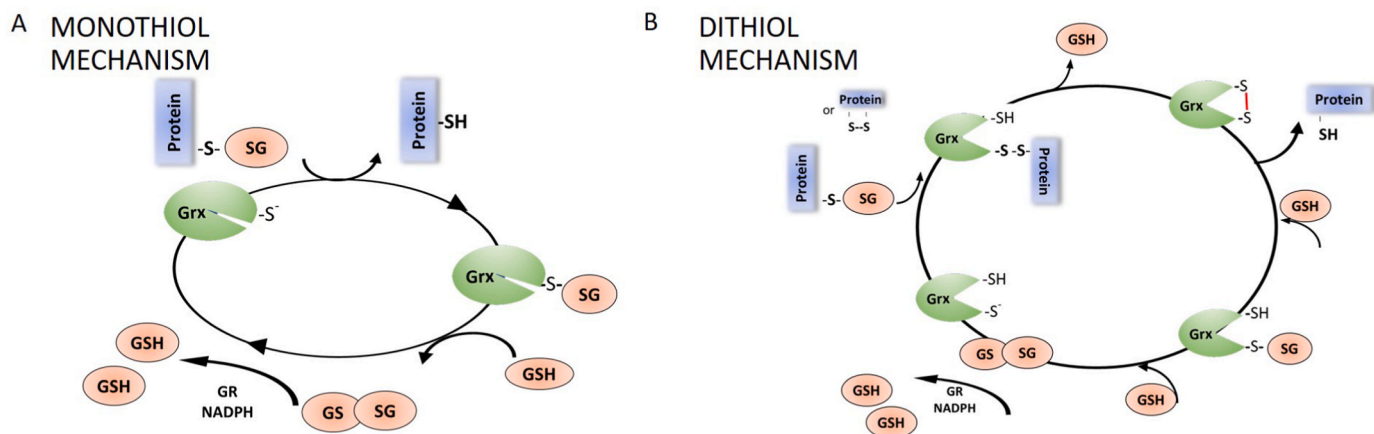 A
MONOTHIOL
MECHANISM
Protein
-S-
SG
Protein
-SH
Grx
-S-
Grx
-S-
SG
GSH
GS
SG
GR
NADPH
GSH
GSH
B
DITHIOL
MECHANISM
GSH
or
Protein
S--S
Protein
-S-
SG
Grx
-SH
-S-S-
Protein
Grx
-S
-S
Protein
SH
GSH
Grx
-SH
-S-
SG
GSH
Grx
-SH
-S-
GS
SG
GR
NADPH
GSH
GSH